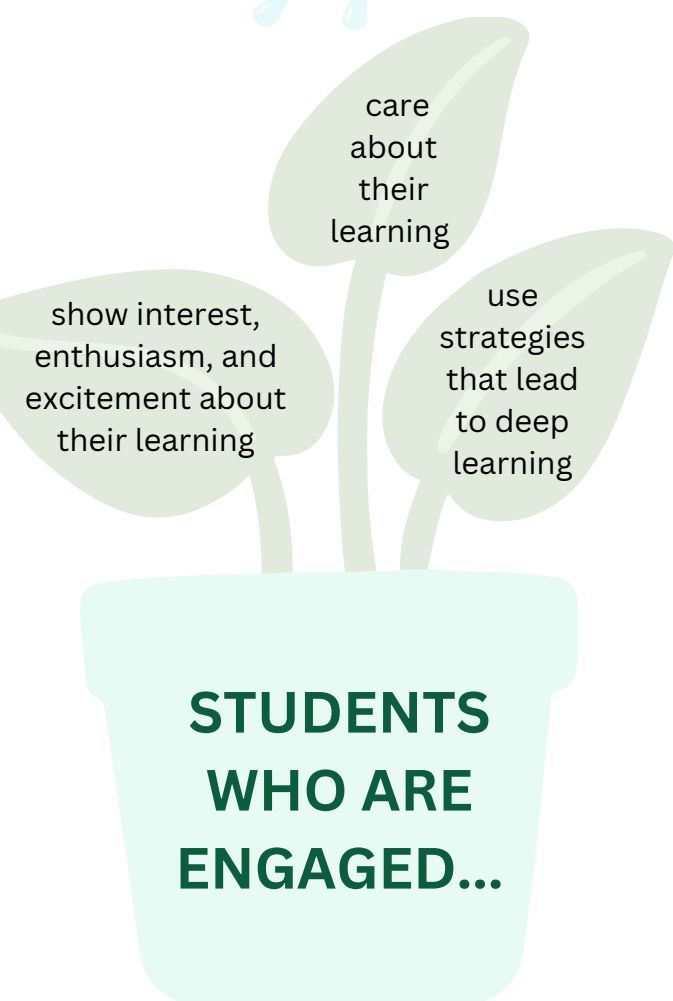 care
about
their
learning
show interest,
enthusiasm, and
excitement about
their learning
use
strategies
that lead
to deep
learning
STUDENTS
WHO ARE
ENGAGED...